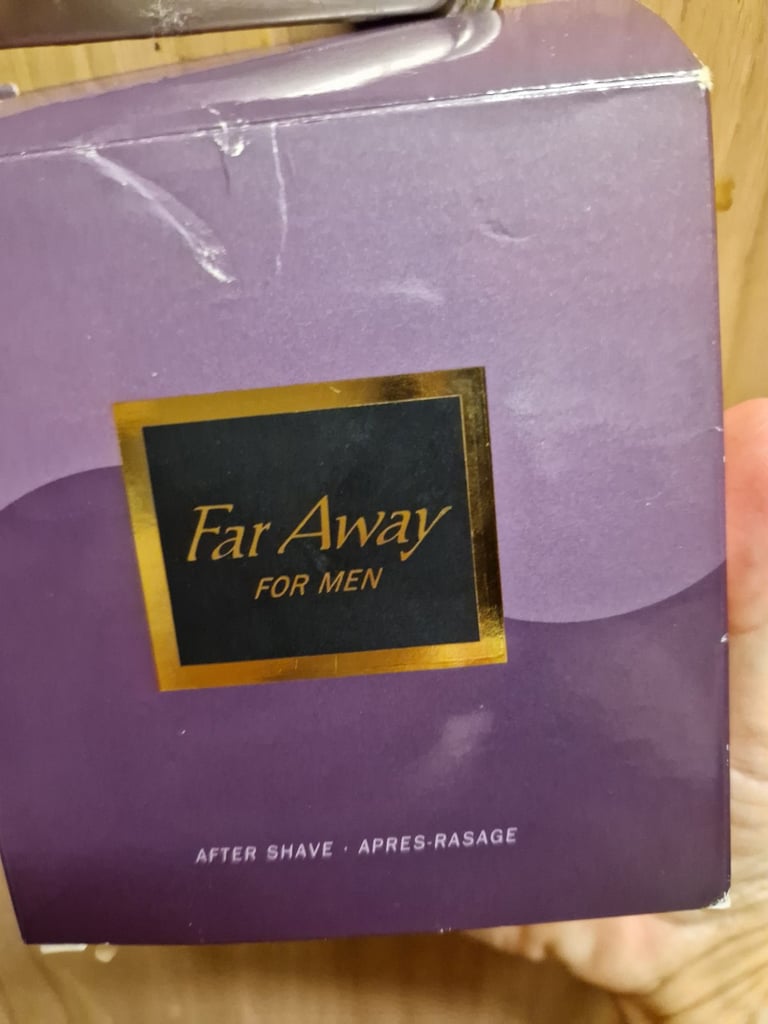 Far Away
FOR MEN
AFTER SHAVE · APRES-RASAGE